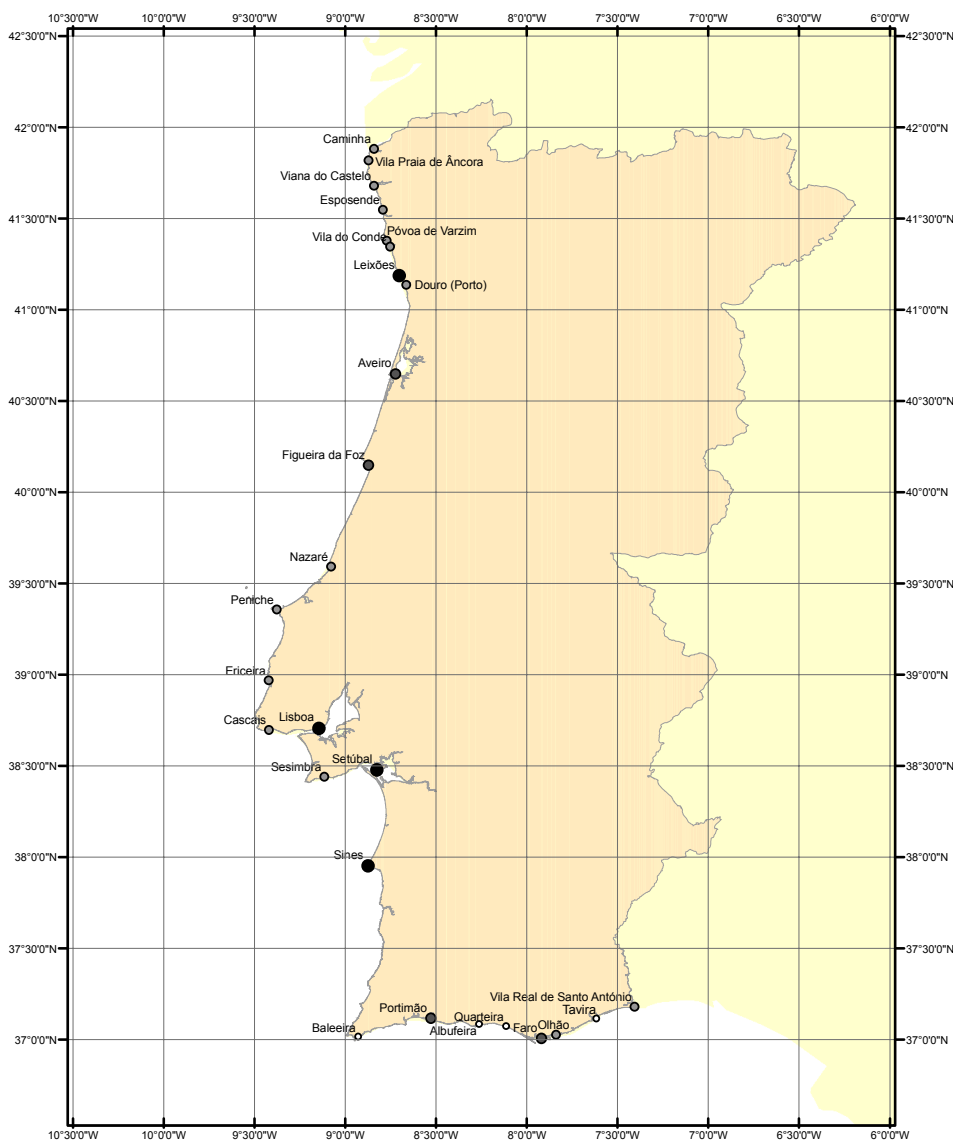 10°30'0"W 10°0'0"W 9°30'0"W 9°0'0"W 8°30'0"W 8°0'0"W 7°30'0"W 7°0'0"W 6°30'0"W 6°0'0"W
42°30'0"N 42°30'0"N
42°0'0"N 42°0'0"N
Caminha
Vila Praia de Âncora
Viana do Castelo
Esposende
41°30'0"N 41°30'0"N
Póvoa de Varzim
Vila do Conde
Leixões
Douro (Porto)
41°0'0"N 41°0'0"N
Aveiro
40°30'0"N 40°30'0"N
Figueira da Foz
40°0'0"N 40°0'0"N
Nazaré
39°30'0"N 39°30'0"N
Peniche
Ericeira
39°0'0"N 39°0'0"N
Lisboa
Cascais
Setúbal
38°30'0"N 38°30'0"N
Sesimbra
Sines
38°0'0"N 38°0'0"N
37°30'0"N 37°30'0"N
Vila Real de Santo António
Portimão
Tavira
Quarteira
Baleeira
Albufeira
Faro
Olhão
37°0'0"N 37°0'0"N
10°30'0"W 10°0'0"W 9°30'0"W 9°0'0"W 8°30'0"W 8°0'0"W 7°30'0"W 7°0'0"W 6°30'0"W 6°0'0"W